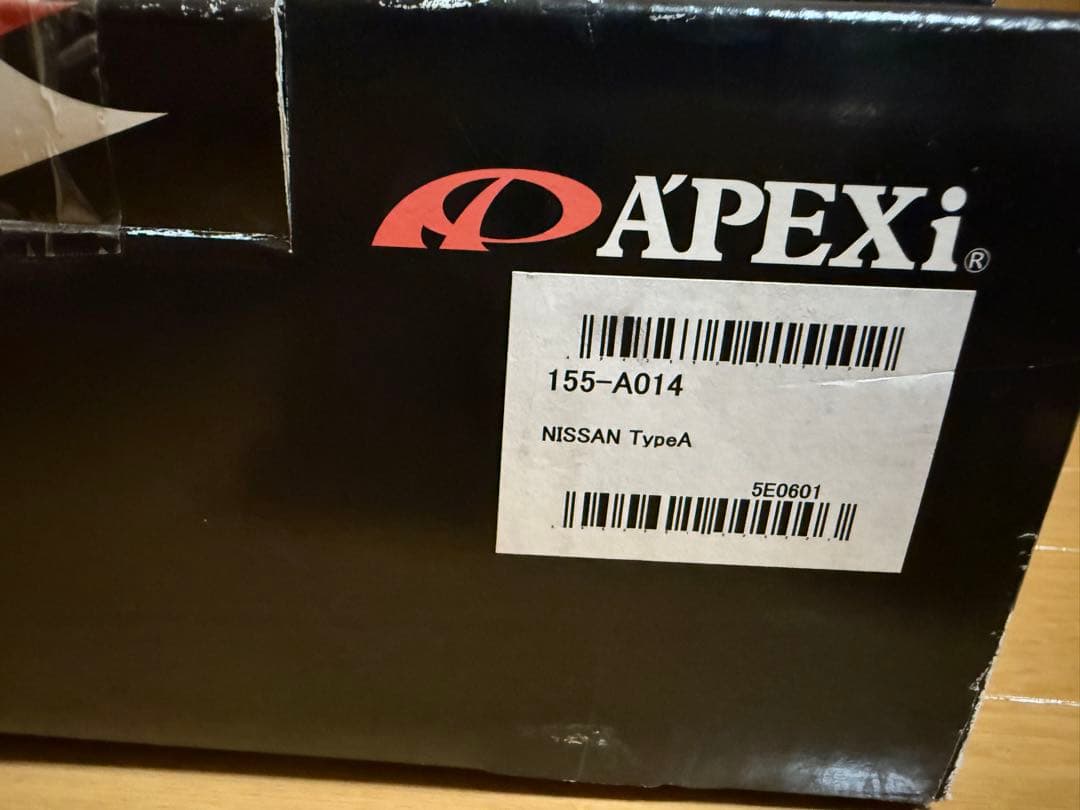 A'PEXi®
155-A014
NISSAN TypeA
5E0601